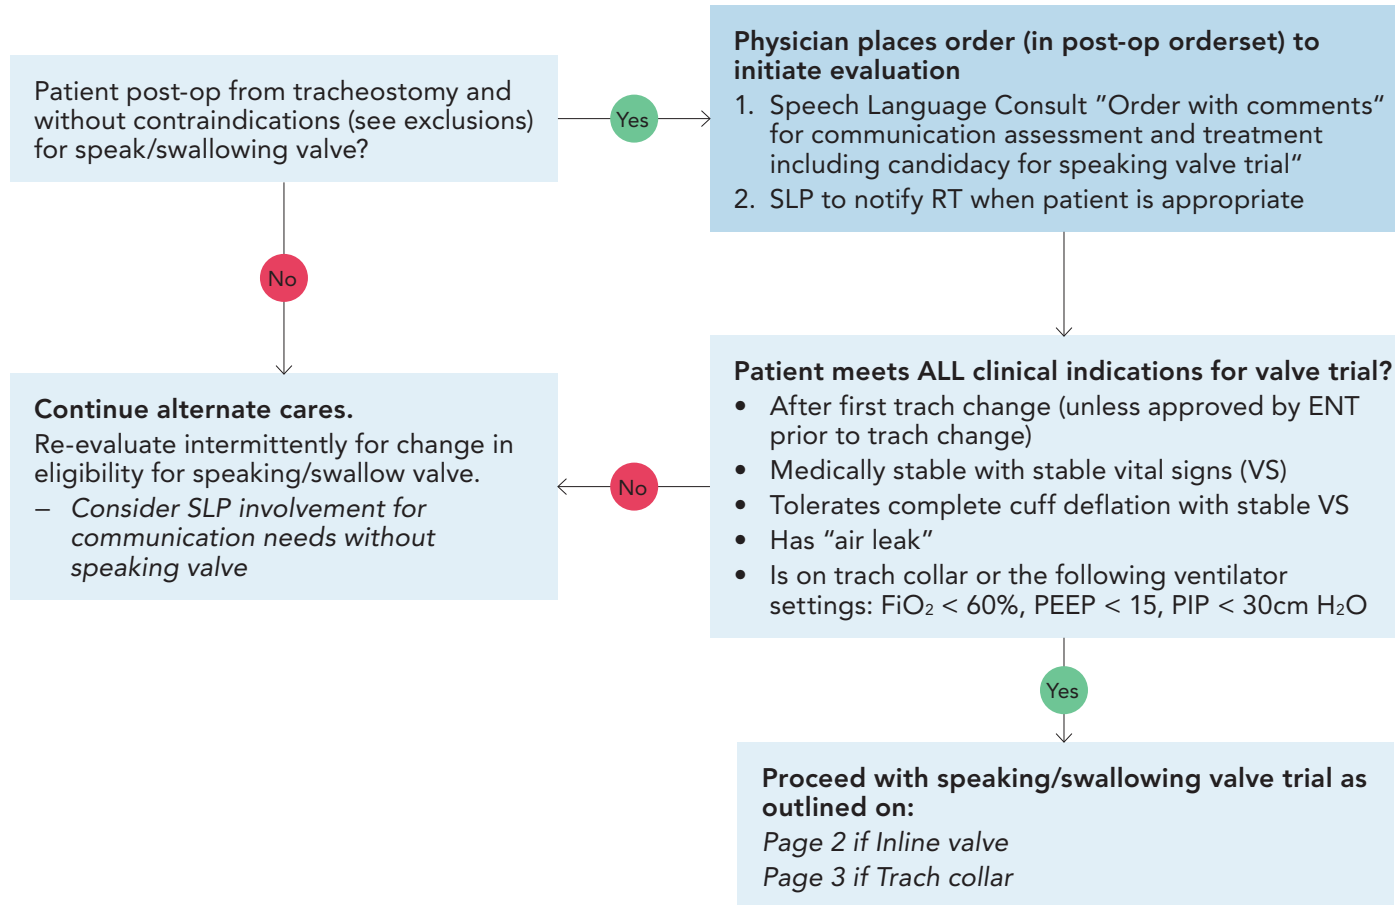 Patient post-op from tracheostomy and
without contraindications (see exclusions)
for speak/swallowing valve?
Yes
Physician places order (in post-op orderset) to
initiate evaluation
1. Speech Language Consult ”Order with comments“
for communication assessment and treatment
including candidacy for speaking valve trial“
2. SLP to notify RT when patient is appropriate
No
Continue alternate cares.
Re-evaluate intermittently for change in
eligibility for speaking/swallow valve.
– Consider SLP involvement for
communication needs without
speaking valve
No
Patient meets ALL clinical indications for valve trial?
• After first trach change (unless approved by ENT
prior to trach change)
• Medically stable with stable vital signs (VS)
• Tolerates complete cuff deflation with stable VS
• Has “air leak”
• Is on trach collar or the following ventilator
settings: FiO₂ < 60%, PEEP < 15, PIP < 30cm H₂O
Yes
Proceed with speaking/swallowing valve trial as
outlined on:
Page 2 if Inline valve
Page 3 if Trach collar